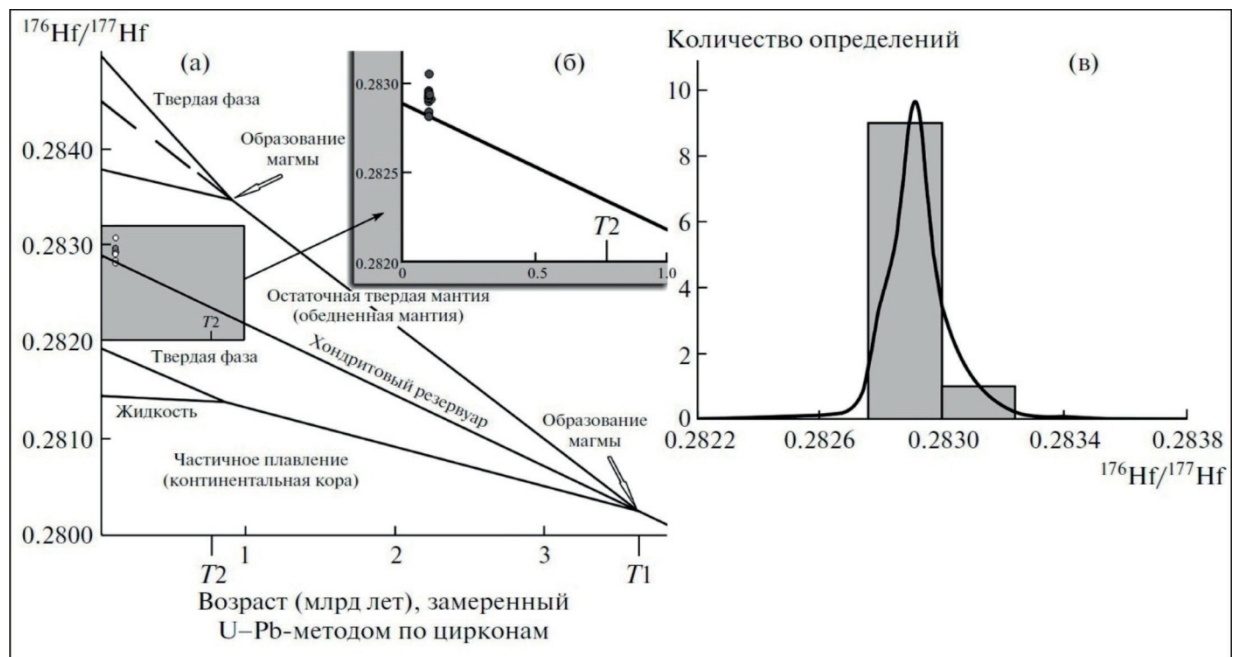 ¹⁷⁶Hf/¹⁷⁷Hf
(а)
Твердая фаза
Образование
магмы
0.2840
0.2830
0.2820
0.2810
0.2800
T2
Остаточная твердая мантия
(обедненная мантия)
Твердая фаза
Хондритовый резервуар
Жидкость
Частичное плавление
(континентальная кора)
Образование
магмы
1
2
3
T2
T1
Возраст (млрд лет), замеренный
U–Pb-методом по цирконам
(б)
0.2830
0.2825
0.2820
T2
0
0.5
1.0
Количество определений
(в)
10
8
6
4
2
0
0.2822
0.2826
0.2830
0.2834
0.2838
¹⁷⁶Hf/¹⁷⁷Hf